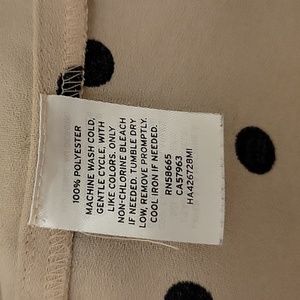 100% POLYESTER
MACHINE WASH COLD,
GENTLE CYCLE, WITH
LIKE COLORS. ONLY
NON-CHLORINE BLEACH
IF NEEDED. TUMBLE DRY
LOW, REMOVE PROMPTLY.
COOL IRON IF NEEDED.
RN58665
CA57963
HA426728MI